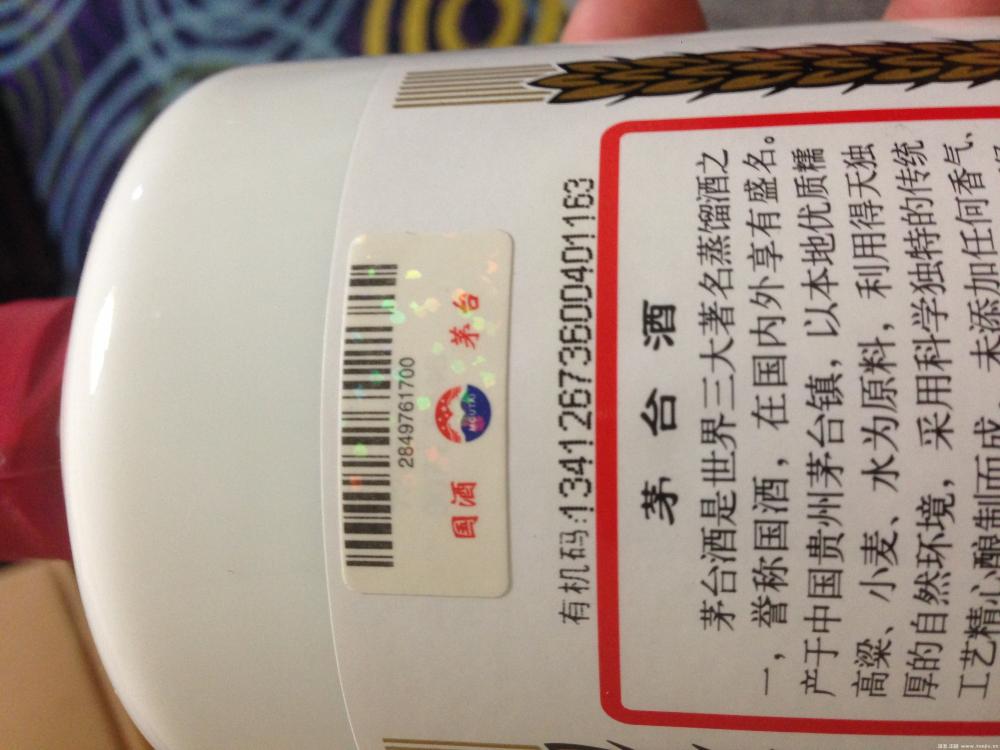 2849761700
国酒 MOUTAI 茅台
有机码:13412673600401163
茅台酒
茅台酒是世界三大著名蒸馏酒之
一，誉称国酒，在国内外享有盛名。
产于中国贵州茅台镇，以本地优质糯
高粱、小麦、水为原料，利用得天独
厚的自然环境，采用科学独特的传统
工艺精心酿制而成，未添加任何香气、